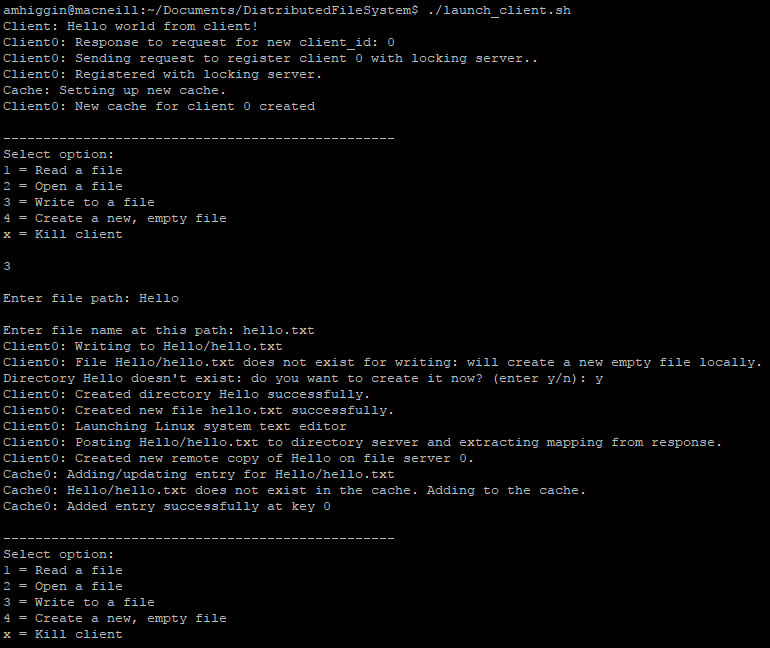 amhiggin@macneill:~/Documents/DistributedFileSystem$ ./launch_client.sh
Client: Hello world from client!
Client0: Response to request for new client_id: 0
Client0: Sending request to register client 0 with locking server..
Client0: Registered with locking server.
Cache: Setting up new cache.
Client0: New cache for client 0 created
-------------------------------------------------
Select option:
1 = Read a file
2 = Open a file
3 = Write to a file
4 = Create a new, empty file
x = Kill client
3
Enter file path: Hello
Enter file name at this path: hello.txt
Client0: Writing to Hello/hello.txt
Client0: File Hello/hello.txt does not exist for writing: will create a new empty file locally.
Directory Hello doesn't exist: do you want to create it now? (enter y/n): y
Client0: Created directory Hello successfully.
Client0: Created new file hello.txt successfully.
Client0: Launching Linux system text editor
Client0: Posting Hello/hello.txt to directory server and extracting mapping from response.
Client0: Created new remote copy of Hello on file server 0.
Cache0: Adding/updating entry for Hello/hello.txt
Cache0: Hello/hello.txt does not exist in the cache. Adding to the cache.
Cache0: Added entry successfully at key 0
-------------------------------------------------
Select option:
1 = Read a file
2 = Open a file
3 = Write to a file
4 = Create a new, empty file
x = Kill client